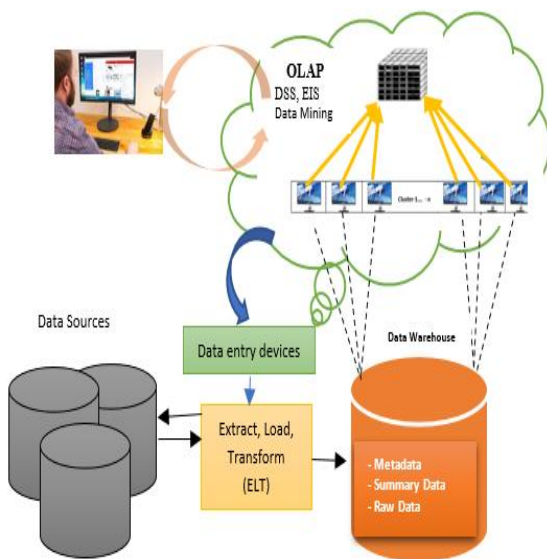 OLAP
DSS, EIS
Data Mining
Data Sources
Data entry devices
Data Warehouse
Extract, Load,
Transform
(ELT)
- Metadata
- Summary Data
- Raw Data